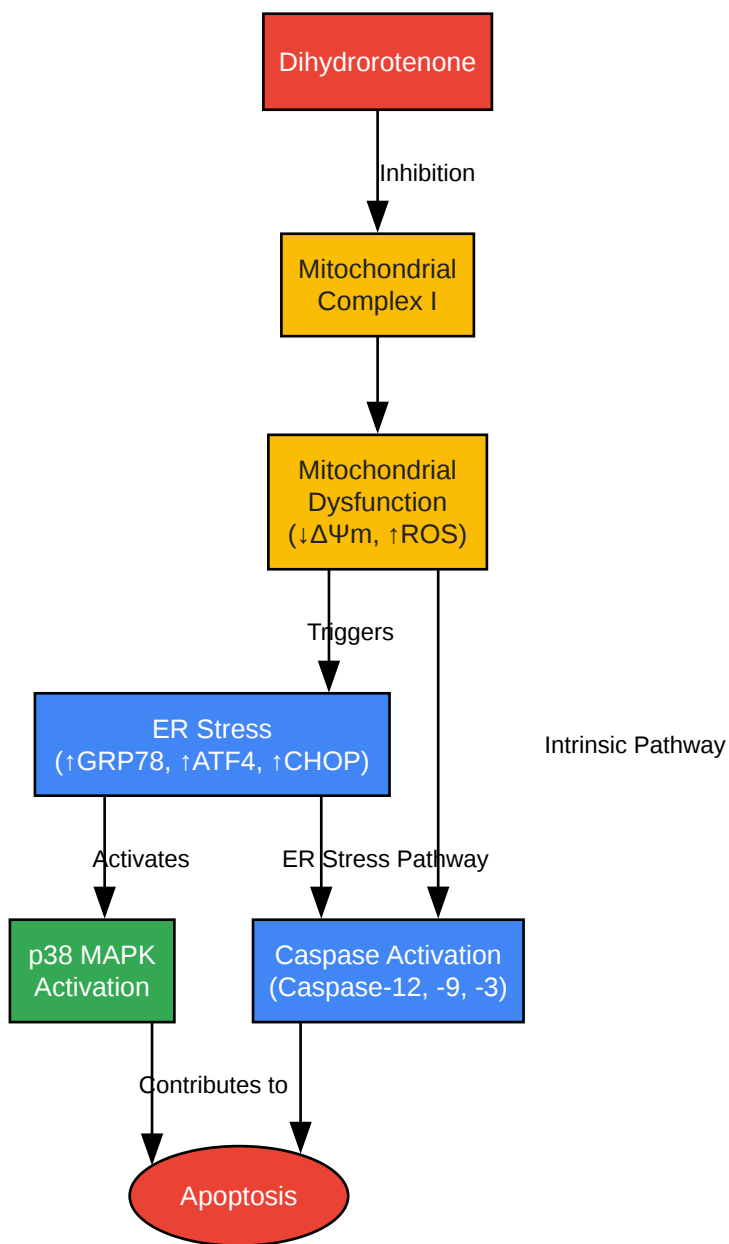 Dihydrorotenone
Inhibition
Mitochondrial
Complex I
Mitochondrial
Dysfunction
(↓ΔΨm, ↑ROS)
Triggers
ER Stress
(↑GRP78, ↑ATF4, ↑CHOP)
Intrinsic Pathway
Activates
ER Stress Pathway
p38 MAPK
Activation
Caspase Activation
(Caspase-12, -9, -3)
Contributes to
Apoptosis